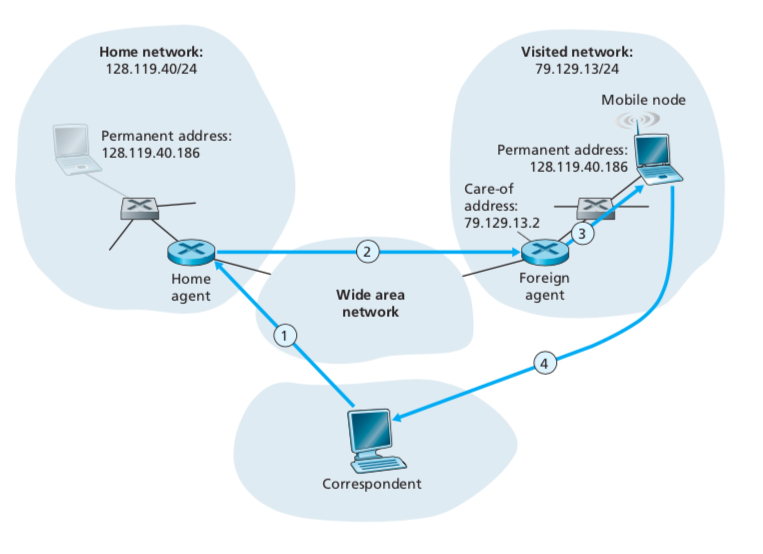 Home network:
128.119.40/24
Visited network:
79.129.13/24
Mobile node
Permanent address:
128.119.40.186
Permanent address:
128.119.40.186
Care-of
address:
79.129.13.2
3
2
Home
agent
Foreign
agent
Wide area
network
1
4
Correspondent